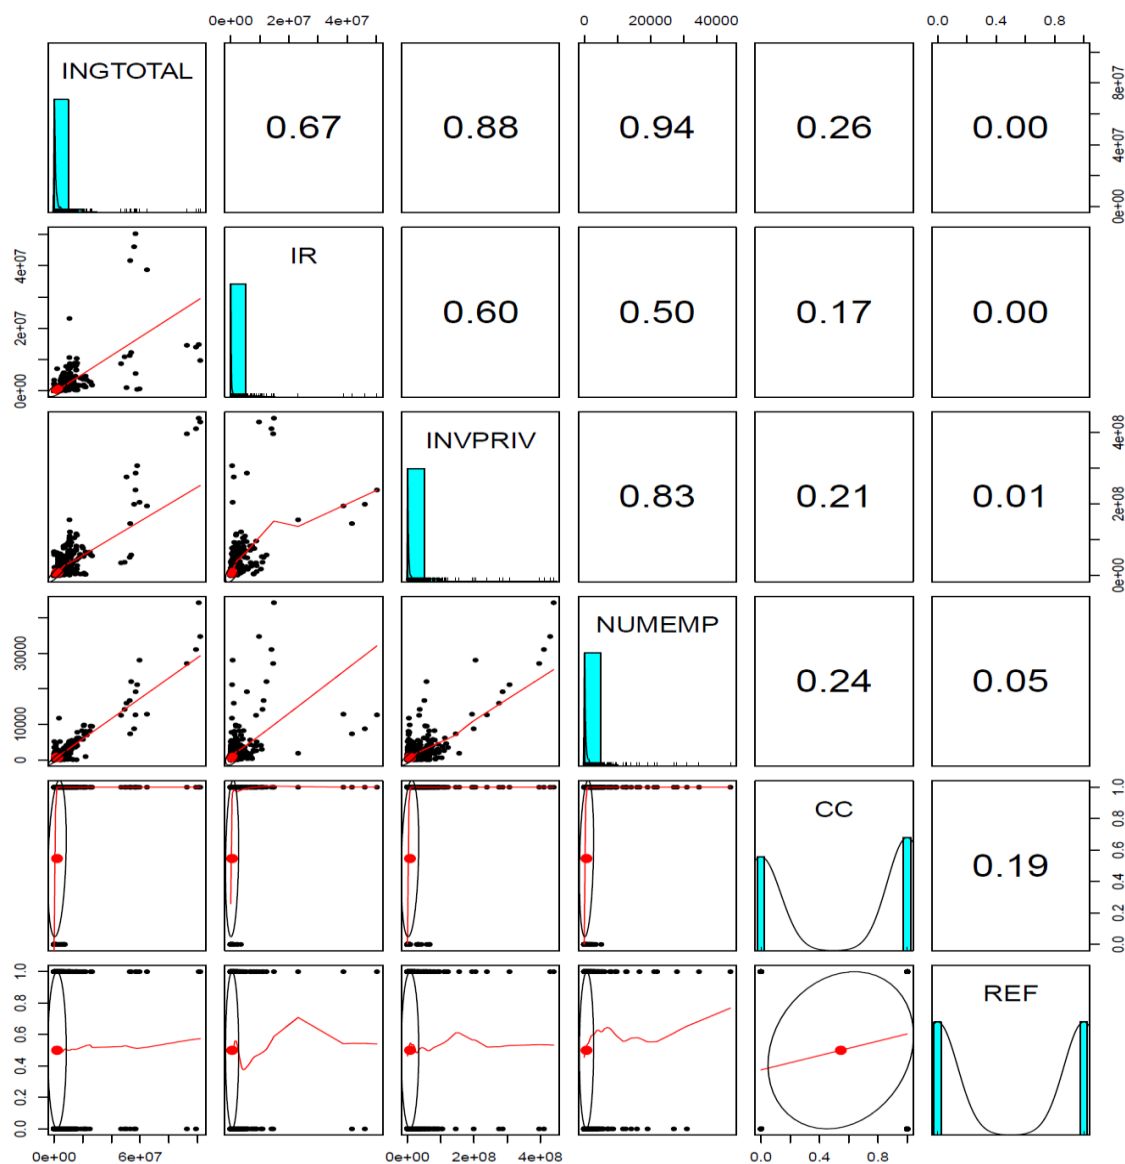 0e+00 2e+07 4e+07 0 20000 40000 0.0 0.4 0.8
INGTOTAL 0.67 0.88 0.94 0.26 0.00
0e+00 4e+07 8e+07
IR 0.60 0.50 0.17 0.00
0e+00 2e+07 4e+07
INVPRIV 0.83 0.21 0.01
0e+00 2e+08 4e+08
NUMEMP 0.24 0.05
0 10000 30000
CC 0.19
0.0 0.2 0.4 0.6 0.8 1.0
REF
0.0 0.2 0.4 0.6 0.8 1.0
0e+00 6e+07 0e+00 2e+08 4e+08 0.0 0.4 0.8